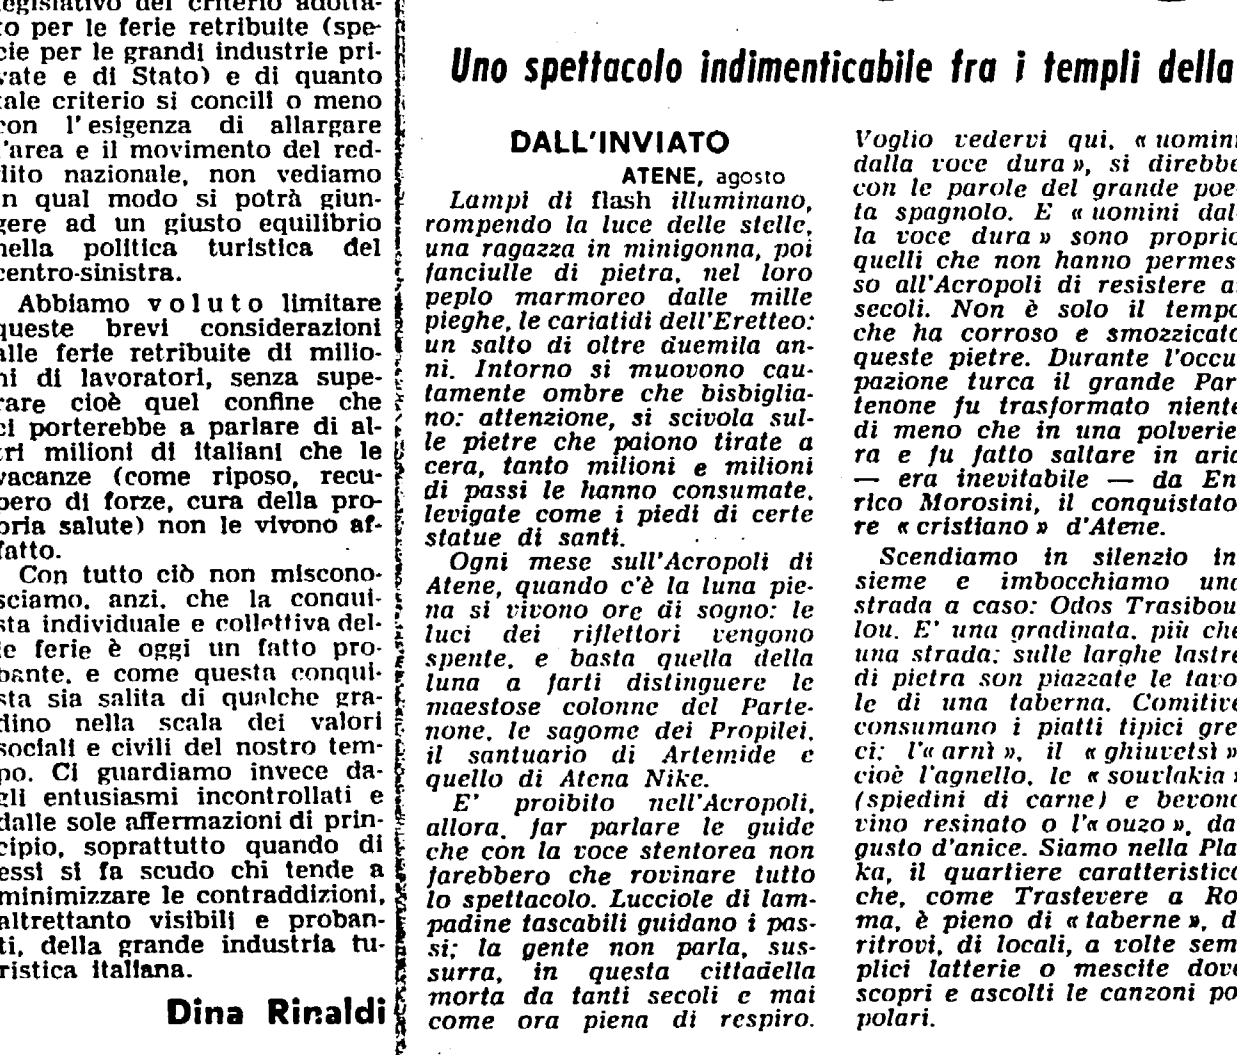 legislativo del criterio adotta-
to per le ferie retribuite (spe-
cie per le grandi industrie pri-
vate e di Stato) e di quanto
tale criterio si concili o meno
con l'esigenza di allargare
l'area e il movimento del red-
dito nazionale, non vediamo
in qual modo si potrà giun-
gere ad un giusto equilibrio
nella politica turistica del
centro-sinistra.
Abbiamo voluto limitare
queste brevi considerazioni
alle ferie retribuite di milio-
ni di lavoratori, senza supe-
rare cioè quel confine che
ci porterebbe a parlare di al-
tri milioni di italiani che le
vacanze (come riposo, recu-
pero di forze, cura della pro-
pria salute) non le vivono af-
fatto.
Con tutto ciò non miscono-
sciamo, anzi, che la conqui-
sta individuale e collettiva del-
le ferie è oggi un fatto pro-
bante, e come questa conqui-
sta sia salita di qualche gra-
dino nella scala dei valori
sociali e civili del nostro tem-
po. Ci guardiamo invece da-
gli entusiasmi incontrollati e
dalle sole affermazioni di prin-
cipio, soprattutto quando di
essi si fa scudo chi tende a
minimizzare le contraddizioni,
altrettanto visibili e proban-
ti, della grande industria tu-
ristica italiana.
Dina Rinaldi
Uno spettacolo indimenticabile fra i templi della
DALL'INVIATO
ATENE, agosto
Lampi di flash illuminano,
rompendo la luce delle stelle,
una ragazza in minigonna, poi
fanciulle di pietra, nel loro
peplo marmoreo dalle mille
pieghe, le cariatidi dell'Eretteo:
un salto di oltre duemila an-
ni. Intorno si muovono cau-
tamente ombre che bisbiglia-
no: attenzione, si scivola sul-
le pietre che paiono tirate a
cera, tanto milioni e milioni
di passi le hanno consumate,
levigate come i piedi di certe
statue di santi.
Ogni mese sull'Acropoli di
Atene, quando c'è la luna pie-
na si vivono ore di sogno: le
luci dei riflettori vengono
spente, e basta quella della
luna a farti distinguere le
maestose colonne del Parte-
none, le sagome dei Propilei,
il santuario di Artemide e
quello di Atena Nike.
E' proibito nell'Acropoli,
allora, far parlare le guide
che con la voce stentorea non
farebbero che rovinare tutto
lo spettacolo. Lucciole di lam-
padine tascabili guidano i pas-
si; la gente non parla, sus-
surra, in questa cittadella
morta da tanti secoli e mai
come ora piena di respiro.
Voglio vedervi qui, « uomini
dalla voce dura », si direbbe
con le parole del grande poe-
ta spagnolo. E « uomini dal-
la voce dura » sono proprio
quelli che non hanno permes-
so all'Acropoli di resistere ai
secoli. Non è solo il tempo
che ha corroso e smozzicato
queste pietre. Durante l'occu-
pazione turca il grande Par-
tenone fu trasformato niente
di meno che in una polverie-
ra e fu fatto saltare in aria
— era inevitabile — da En-
rico Morosini, il conquistato-
re « cristiano » d'Atene.
Scendiamo in silenzio in-
sieme e imbocchiamo una
strada a caso: Odos Trasibou-
lou. E' una gradinata, più che
una strada: sulle larghe lastre
di pietra son piazzate le tavo-
le di una taberna. Comitive
consumano i piatti tipici gre-
ci: l'« arnì », il « ghiuvetsì »
cioè l'agnello, le « souvlakia »
(spiedini di carne) e bevono
vino resinato o l'« ouzo », dal
gusto d'anice. Siamo nella Pla-
ka, il quartiere caratteristico
che, come Trastevere a Ro-
ma, è pieno di « taberne », di
ritrovi, di locali, a volte sem-
plici latterie o mescite dove
scopri e ascolti le canzoni po-
polari.